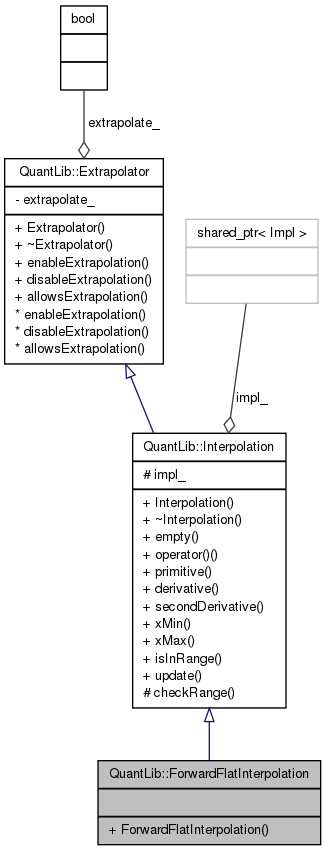 bool
extrapolate_
QuantLib::Extrapolator
- extrapolate_
+ Extrapolator()
+ ~Extrapolator()
+ enableExtrapolation()
+ disableExtrapolation()
+ allowsExtrapolation()
* enableExtrapolation()
* disableExtrapolation()
* allowsExtrapolation()
shared_ptr< Impl >
impl_
QuantLib::Interpolation
# impl_
+ Interpolation()
+ ~Interpolation()
+ empty()
+ operator()()
+ primitive()
+ derivative()
+ secondDerivative()
+ xMin()
+ xMax()
+ isInRange()
+ update()
# checkRange()
QuantLib::ForwardFlatInterpolation
+ ForwardFlatInterpolation()